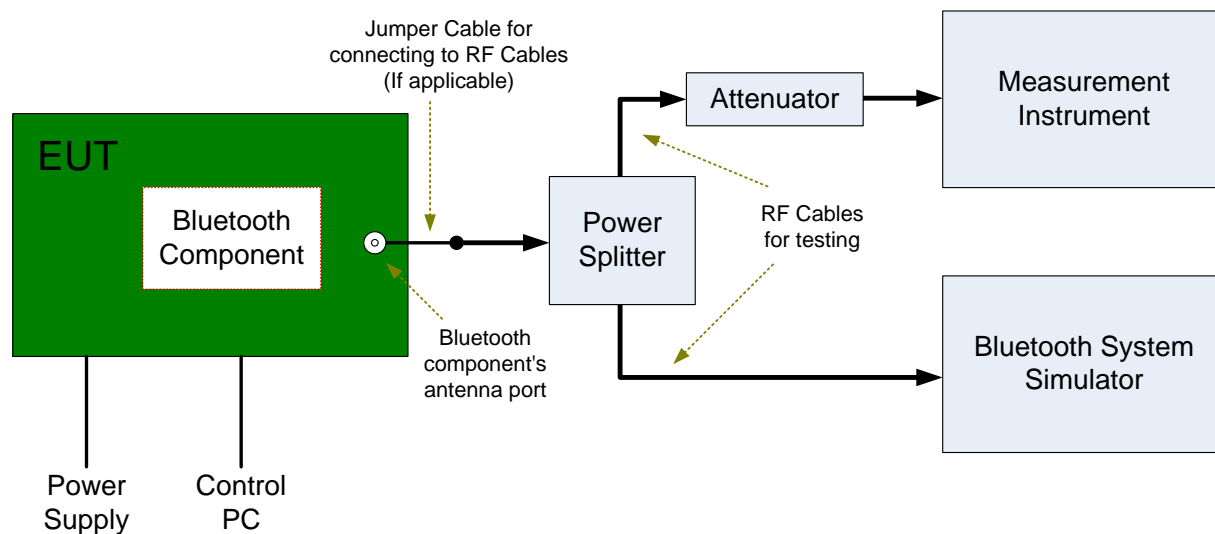 Jumper Cable for
connecting to RF Cables
(If applicable)
Attenuator
Measurement
Instrument
EUT
Bluetooth
Component
Power
Splitter
RF Cables
for testing
Bluetooth
component's
antenna port
Bluetooth System
Simulator
Power
Supply
Control
PC